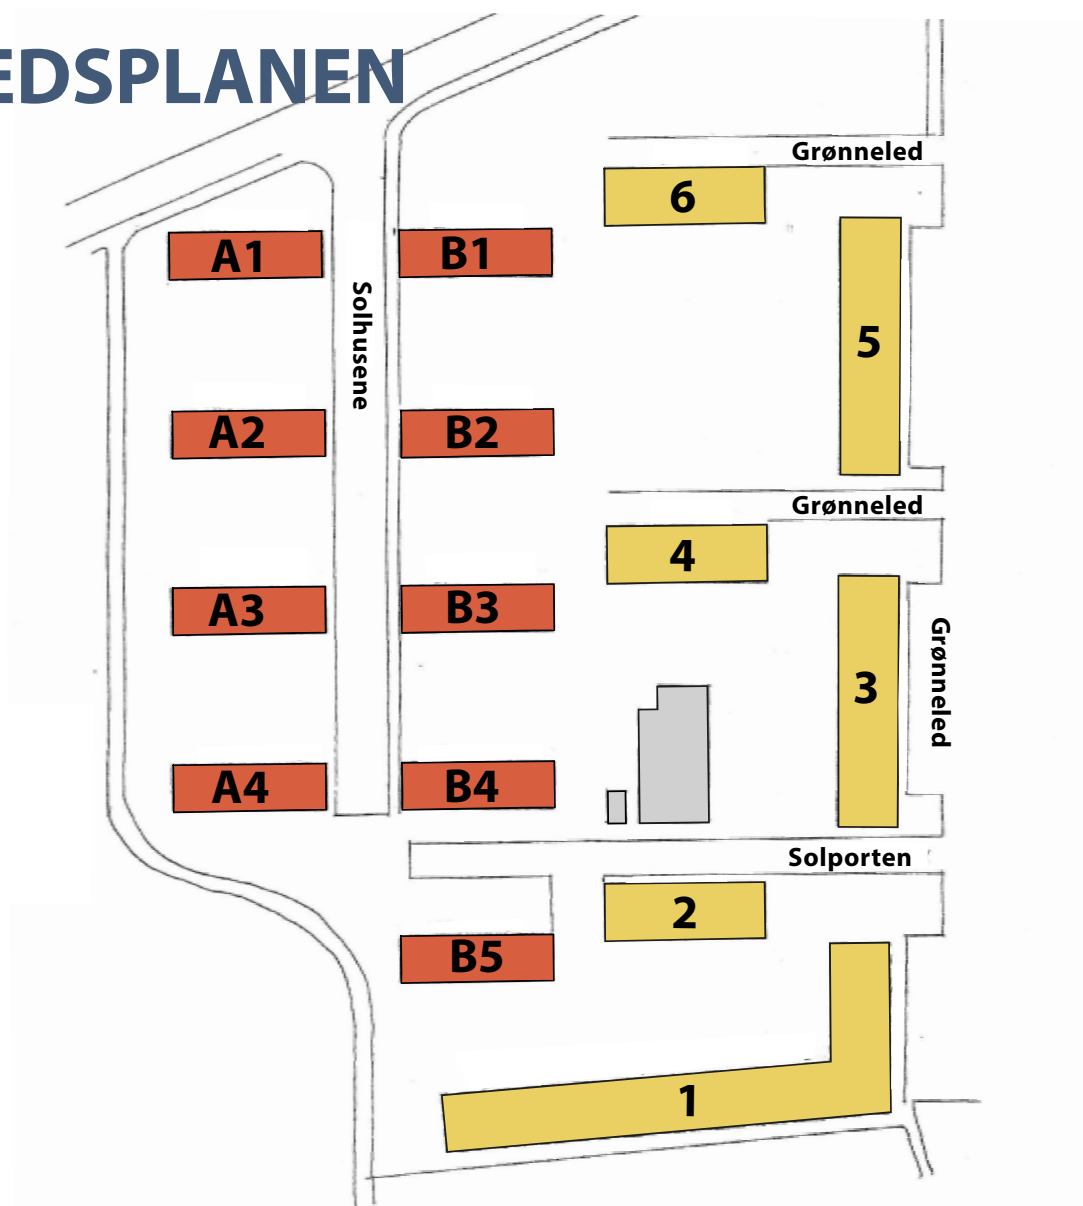 EDSPLANEN
Grønneled
6
A1
B1
Solhusene
5
A2
B2
Grønneled
4
A3
B3
Grønneled
3
A4
B4
Solporten
2
B5
1